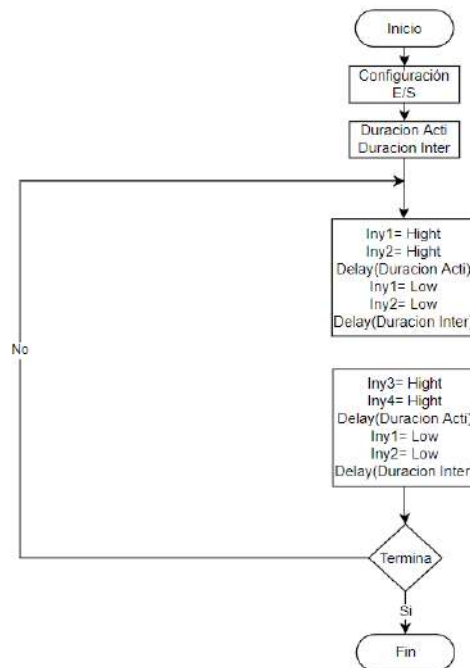 Inicio
Configuración
E/S
Duracion Acti
Duracion Inter
Iny1= Hight
Iny2= Hight
Delay(Duracion Acti)
Iny1= Low
Iny2= Low
Delay(Duracion Inter)
No
Iny3= Hight
Iny4= Hight
Delay(Duracion Acti)
Iny1= Low
Iny2= Low
Delay(Duracion Inter
Termina
Si
Fin